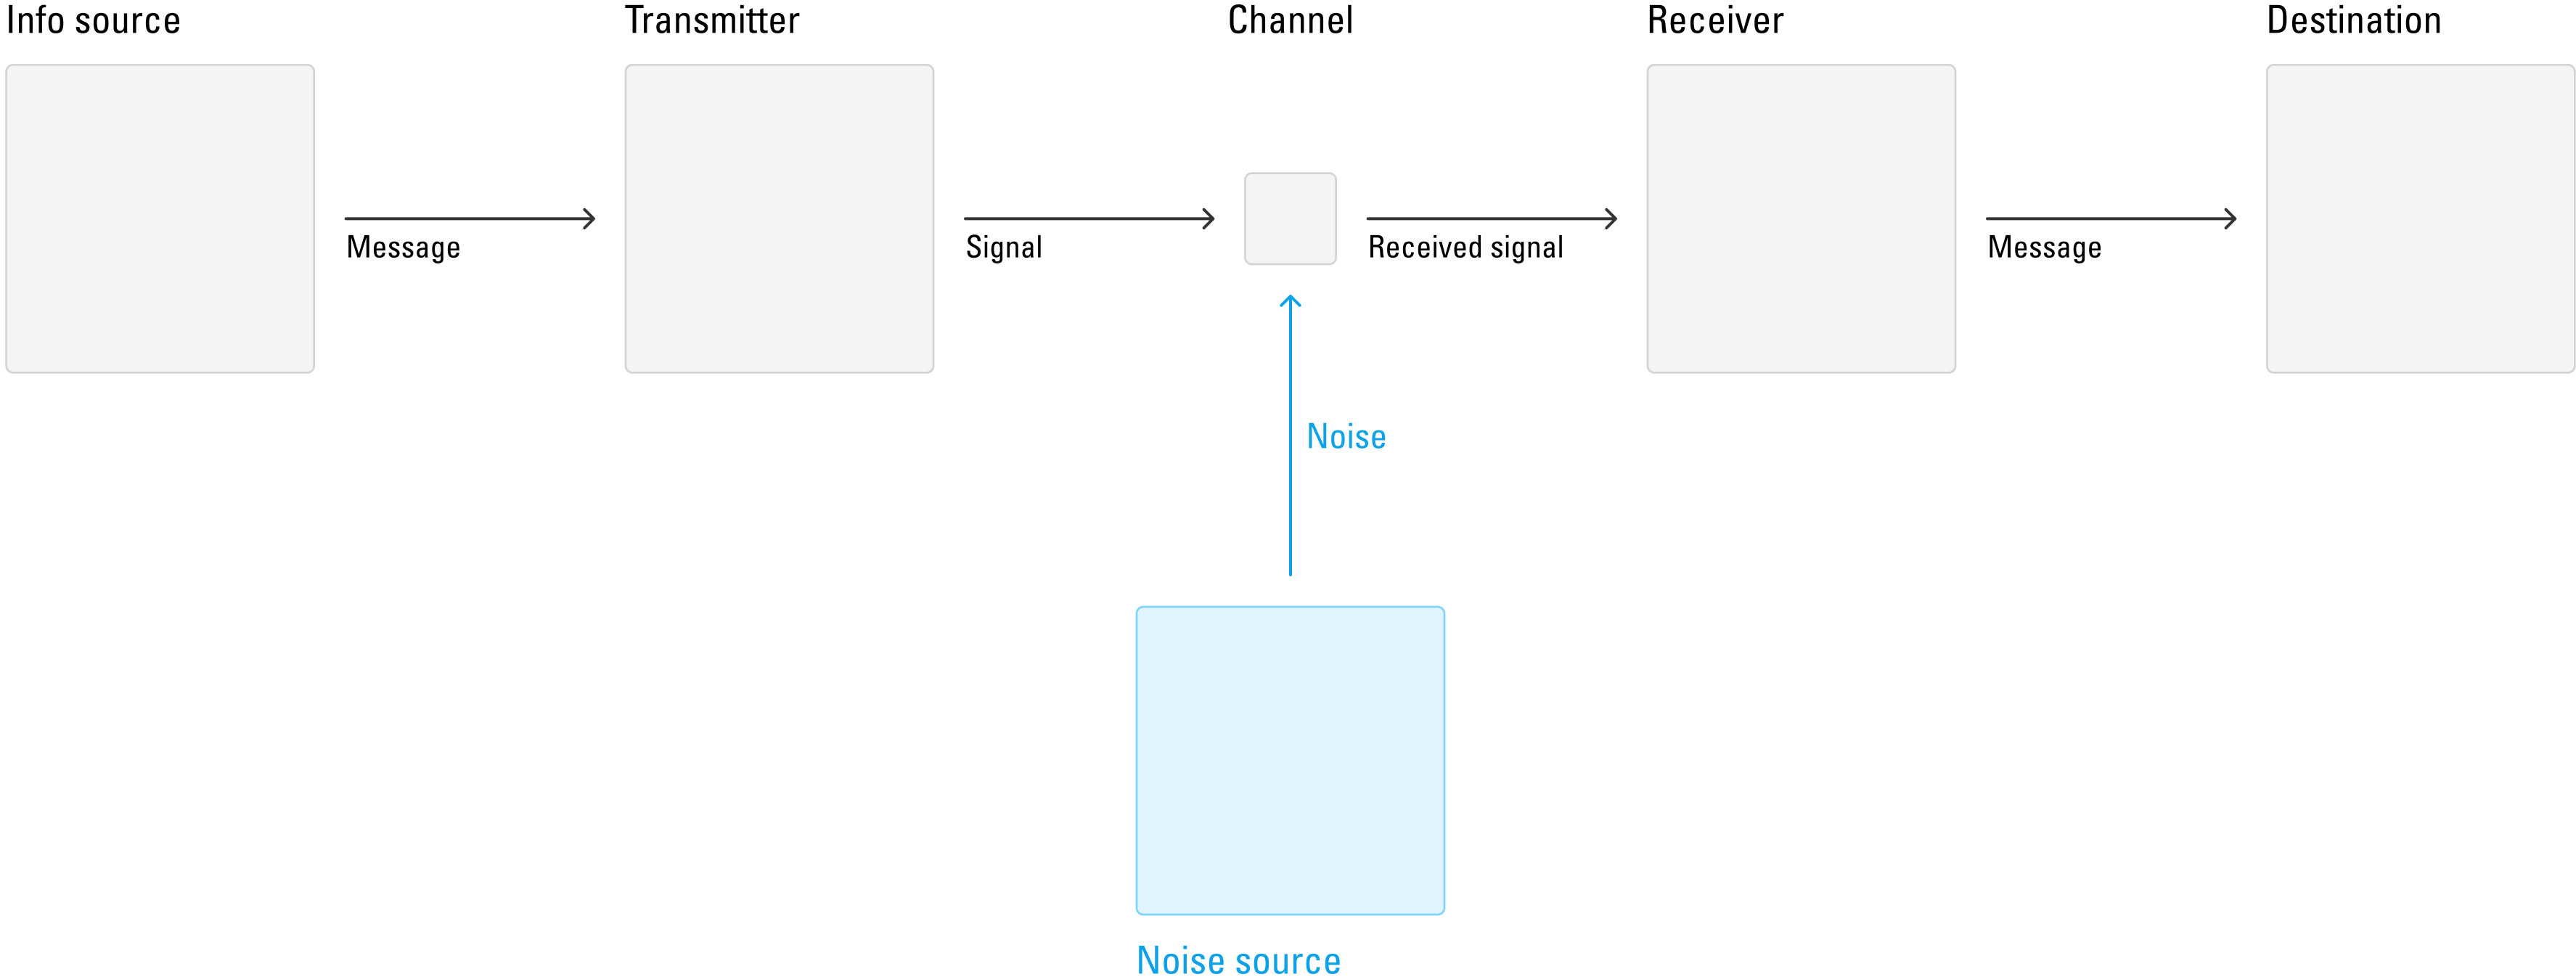 Info source
Transmitter
Channel
Receiver
Destination
Message
Signal
Received signal
Message
Noise
Noise source